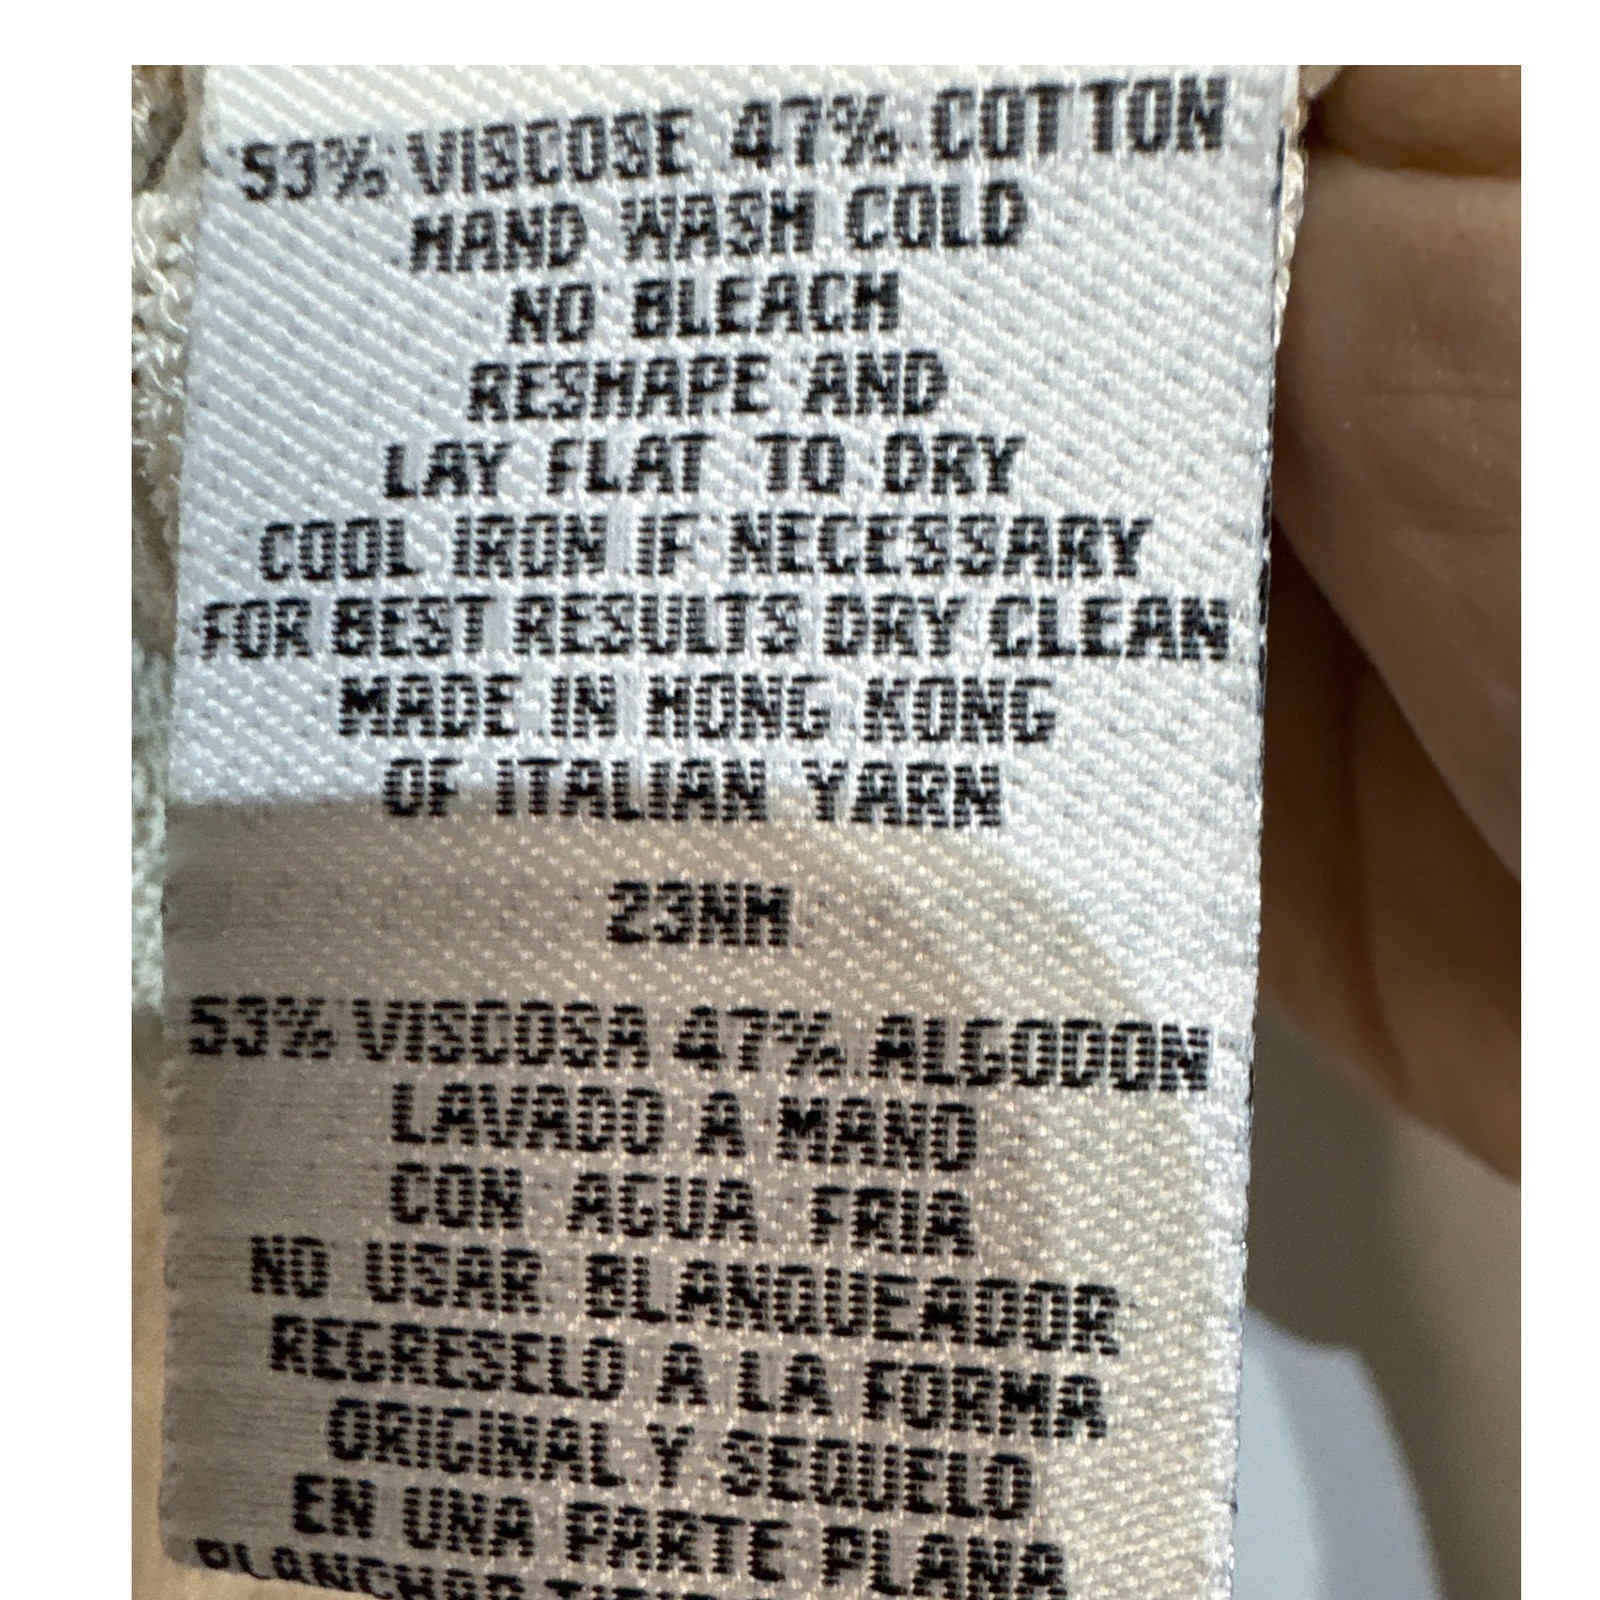 53% VISCOSE 47% COTTON
HAND WASH COLD
NO BLEACH
RESHAPE AND
LAY FLAT TO DRY
COOL IRON IF NECESSARY
FOR BEST RESULTS DRY CLEAN
MADE IN HONG KONG
OF ITALIAN YARN
23NM
53% VISCOSA 47% ALGODON
LAVADO A MANO
CON AGUA FRIA
NO USAR BLANQUEADOR
REGRESELO A LA FORMA
ORIGINAL Y SEQUELO
EN UNA PARTE PLANA
PLANCHAR